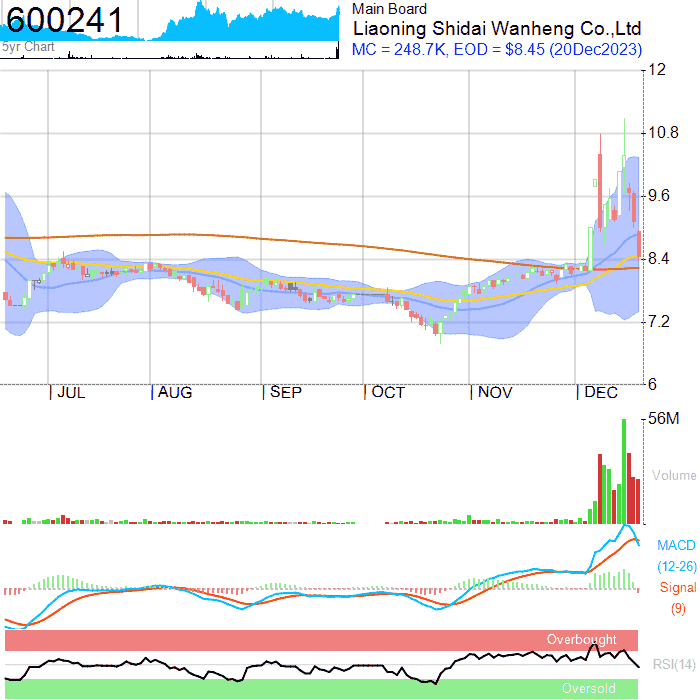 600241
5yr Chart
Main Board
Liaoning Shidai Wanheng Co.,Ltd
MC = 248.7K, EOD = $8.45 (20Dec2023)
12
10.8
9.6
8.4
7.2
6
JUL
AUG
SEP
OCT
NOV
DEC
56M
Volume
MACD
(12-26)
Signal
(9)
Overbought
RSI(14)
Oversold